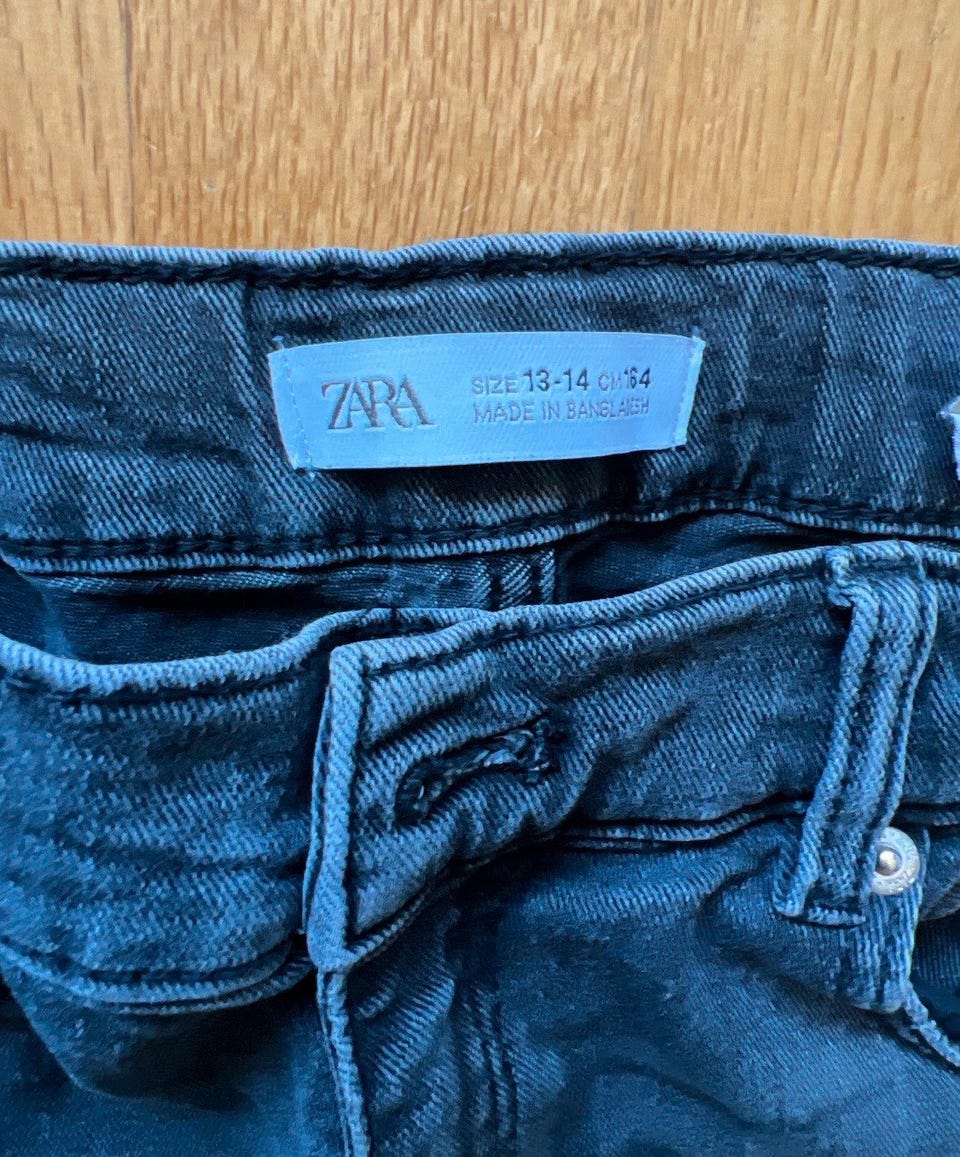 ZARA
SIZE 13-14 CM 164
MADE IN BANGLADESH